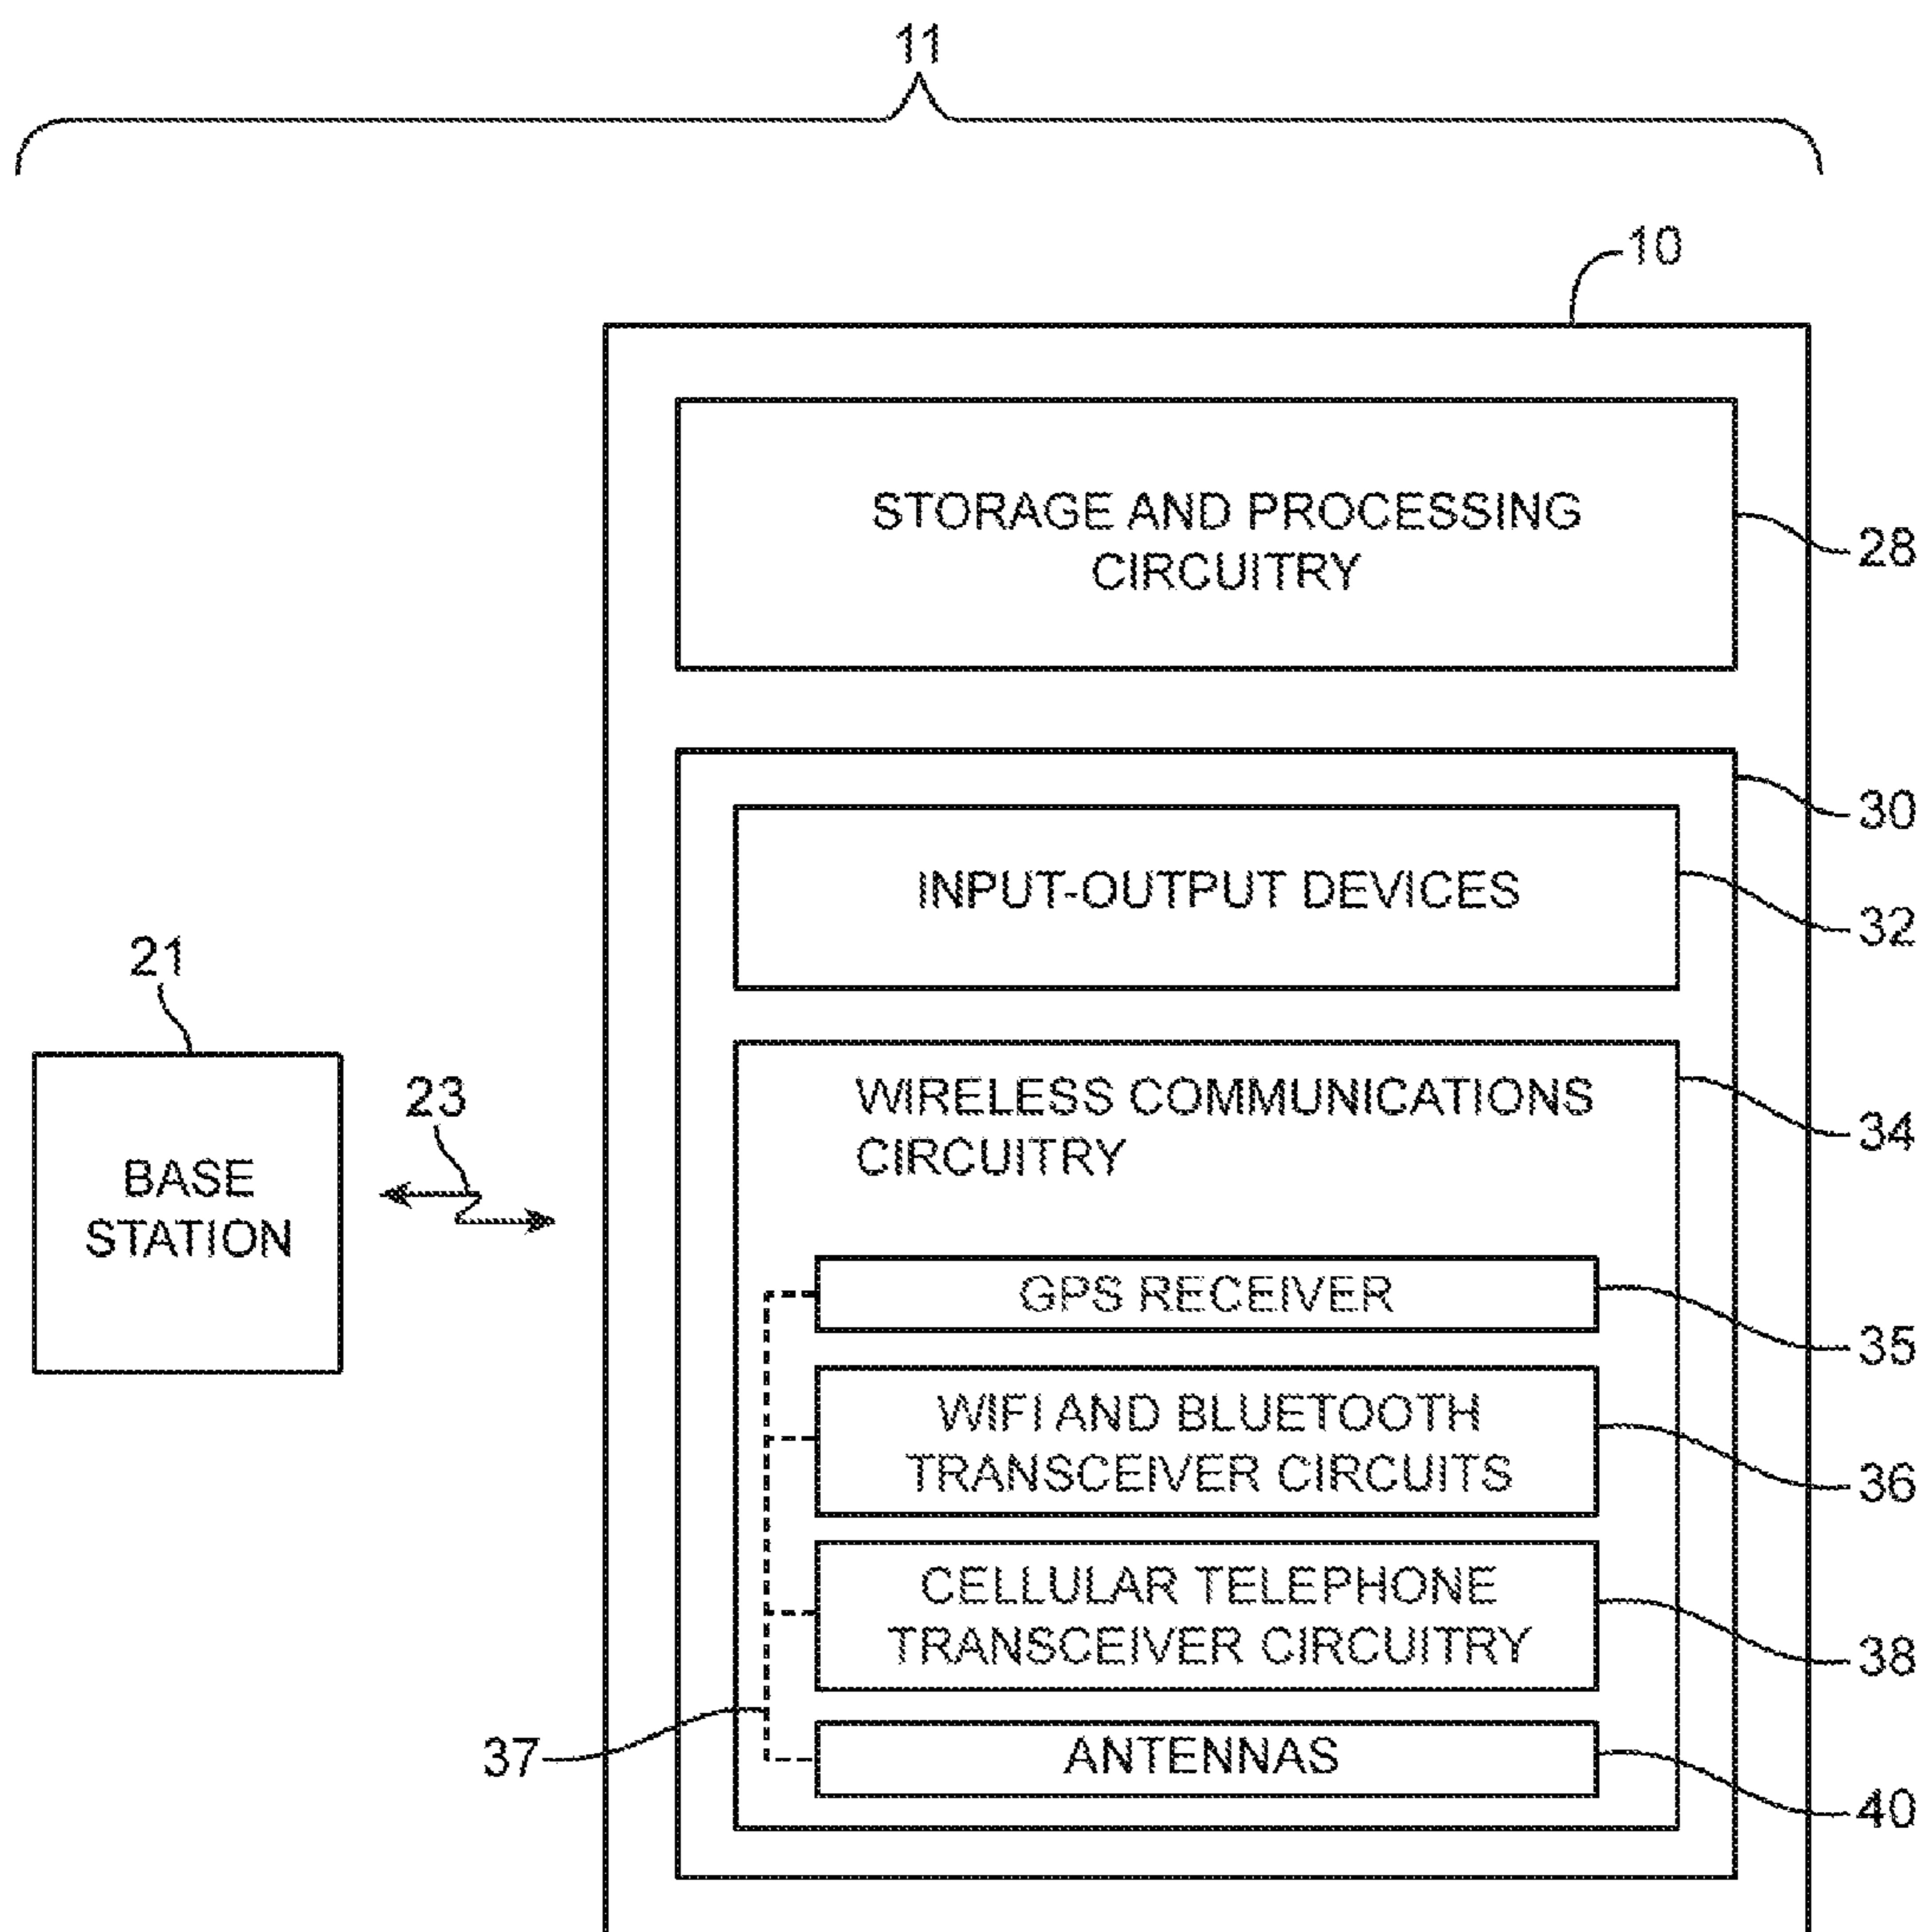 11
10
STORAGE AND PROCESSING
CIRCUITRY
28
30
INPUT-OUTPUT DEVICES
32
21
BASE
STATION
23
WIRELESS COMMUNICATIONS
CIRCUITRY
34
GPS RECEIVER
35
WIFI AND BLUETOOTH
TRANSCEIVER CIRCUITS
36
CELLULAR TELEPHONE
TRANSCEIVER CIRCUITRY
38
37
ANTENNAS
40